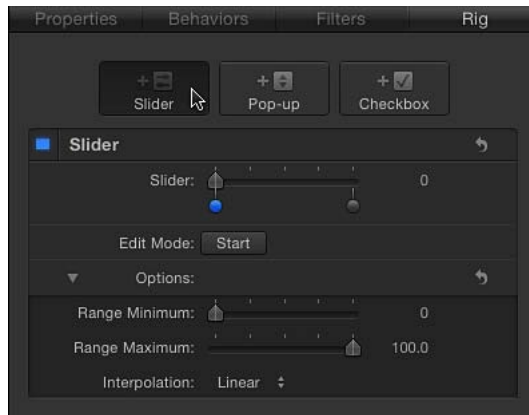 Properties Behaviors Filters Rig
Slider Pop-up Checkbox
Slider
Slider: 0
Edit Mode: Start
Options:
Range Minimum: 0
Range Maximum: 100.0
Interpolation: Linear